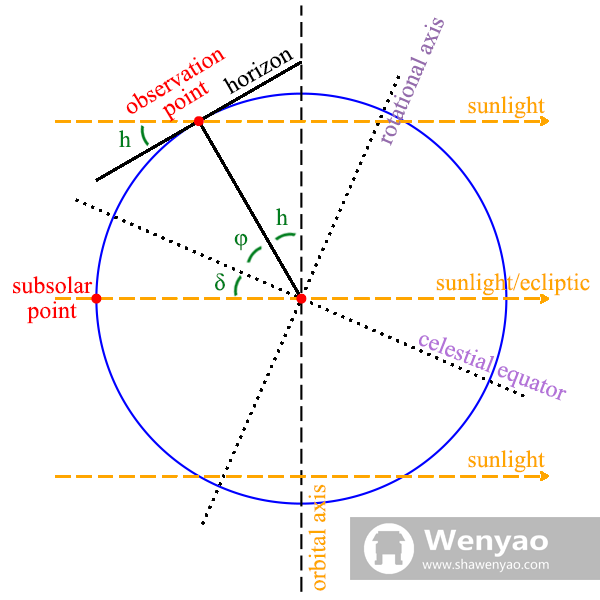 observation
point
horizon
rotational axis
sunlight
h
h
φ
δ
subsolar
point
sunlight/ecliptic
celestial equator
sunlight
orbital axis
Wenyao
www.shawenyao.com